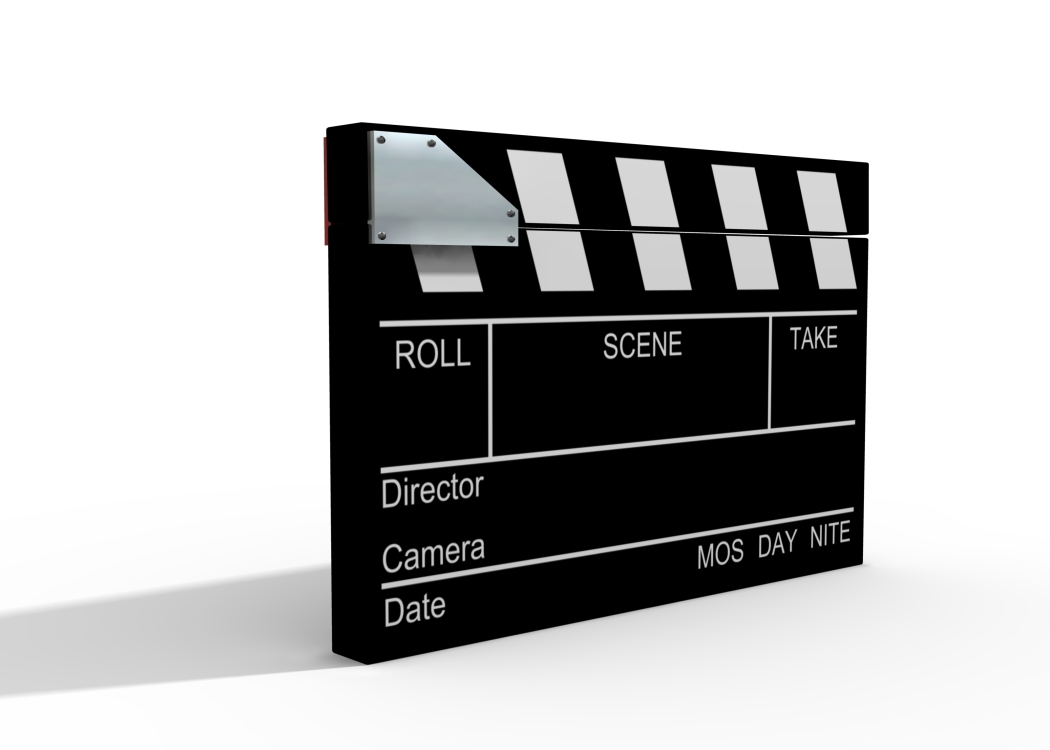 ROLL SCENE TAKE
Director
Camera
MOS DAY NITE
Date